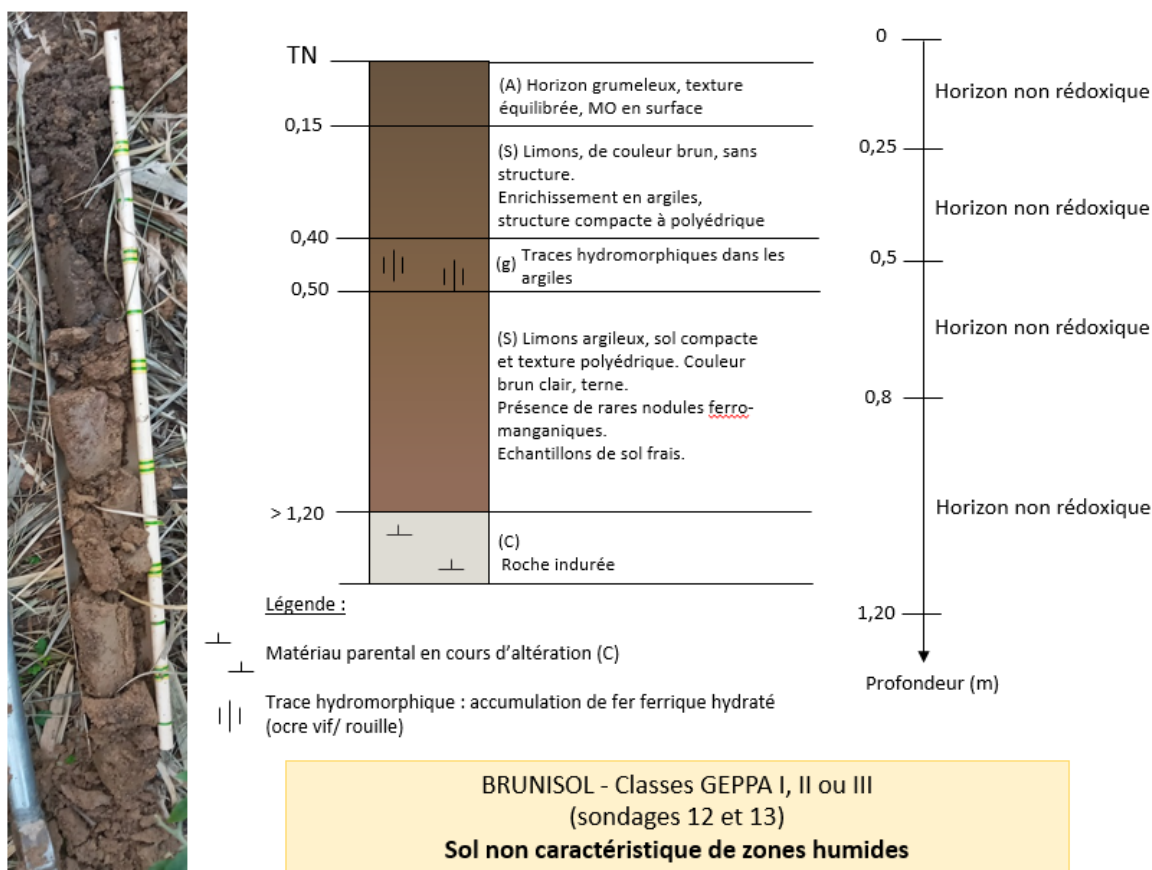 TN
(A) Horizon grumeleux, texture
équilibrée, MO en surface
0,15
(S) Limons, de couleur brun, sans
structure.
Enrichissement en argiles,
structure compacte à polyédrique
0,40
(g) Traces hydromorphiques dans les
argiles
0,50
(S) Limons argileux, sol compacte
et texture polyédrique. Couleur
brun clair, terne.
Présence de rares nodules ferro-
manganiques.
Echantillons de sol frais.
> 1,20
(C)
Roche indurée
0
Horizon non rédoxique
0,25
Horizon non rédoxique
0,5
Horizon non rédoxique
0,8
Horizon non rédoxique
1,20
Profondeur (m)
Légende :
Matériau parental en cours d’altération (C)
Trace hydromorphique : accumulation de fer ferrique hydraté
(ocre vif/ rouille)
BRUNISOL - Classes GEPPA I, II ou III
(sondages 12 et 13)
Sol non caractéristique de zones humides